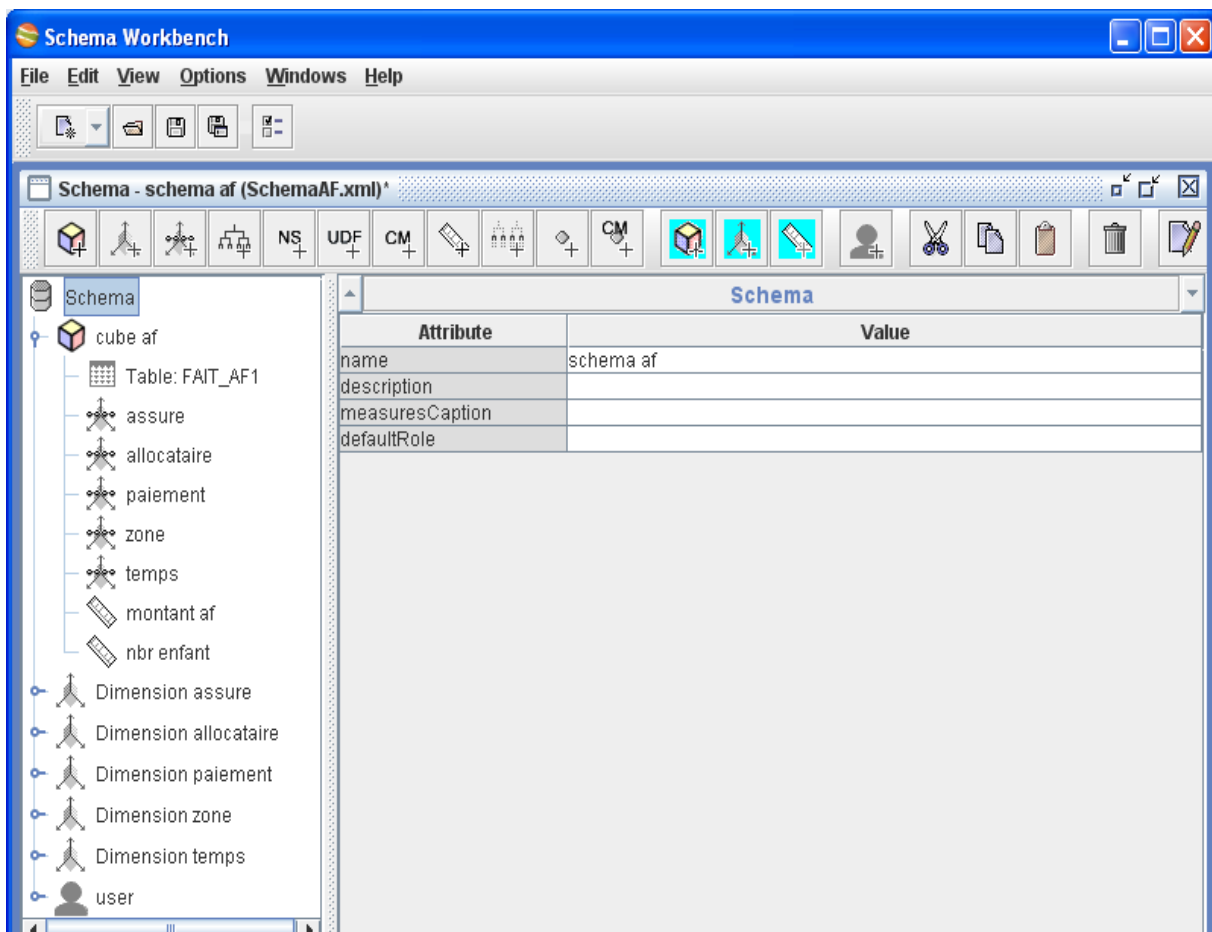 Schema Workbench
File Edit View Options Windows Help
Schema - schema af (SchemaAF.xml)*
NS UDF CM CM
Schema
cube af
Table: FAIT_AF1
assure
allocataire
paiement
zone
temps
montant af
nbr enfant
Dimension assure
Dimension allocataire
Dimension paiement
Dimension zone
Dimension temps
user
Schema
Attribute Value
name schema af
description
measuresCaption
defaultRole